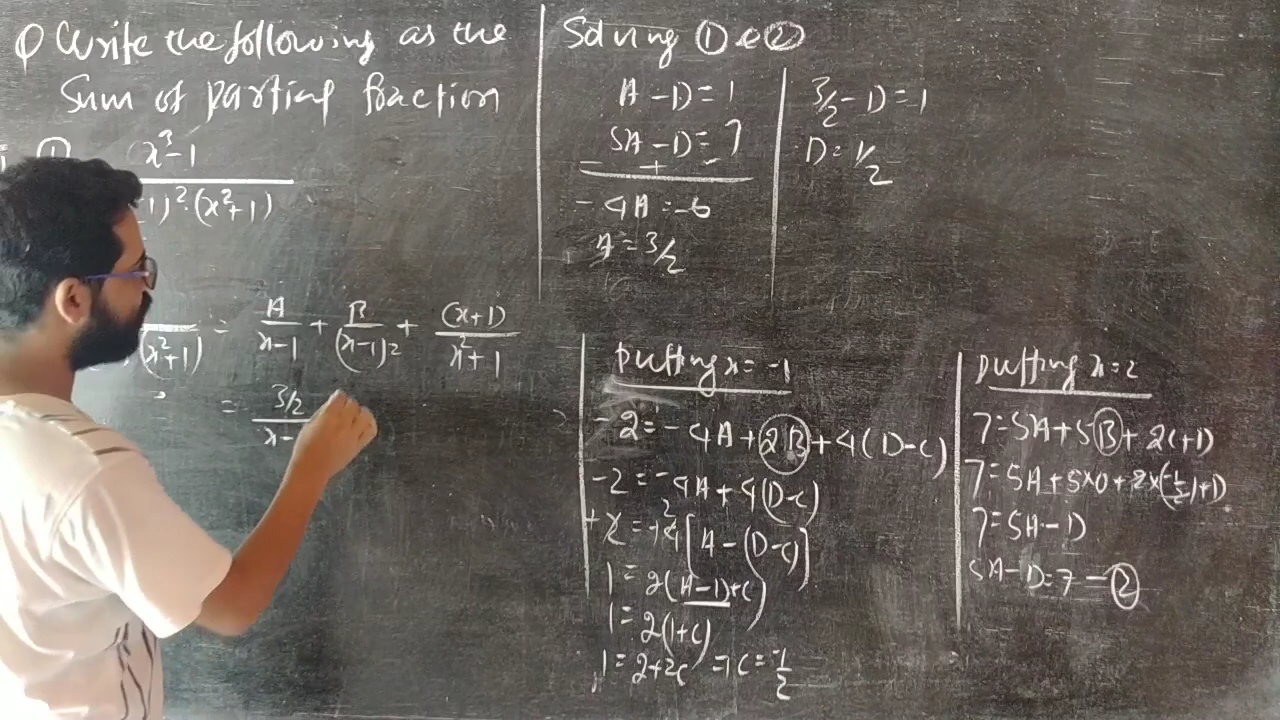 Q Write the following as the
Sum of partial fraction
i. ① x³-1
1)²·(x²+1)
(x²+1) = A/x-1 + B/(x-1)² + (x+1)/x²+1
= 3/2
x-
Solving ① & ②
A - D = 1
5A - D = 7
- + -
- 4A = -6
A = 3/2
3/2 - D = 1
D = 1/2
Putting x = -1
-2 = -4A + 2B + 4(D-C)
-2 = -4A + 4(D-C)
+2 = +4[A-(D-C)]
1 = 2(A-D+C)
1 = 2(1+C)
1 = 2+2C ⇒ C = -1/2
Putting x = 2
7 = 5A + 5B + 2C+D
7 = 5A + 5×0 + 2×(-1/2)+D
7 = 5A - D
5A - D = 7 — ②